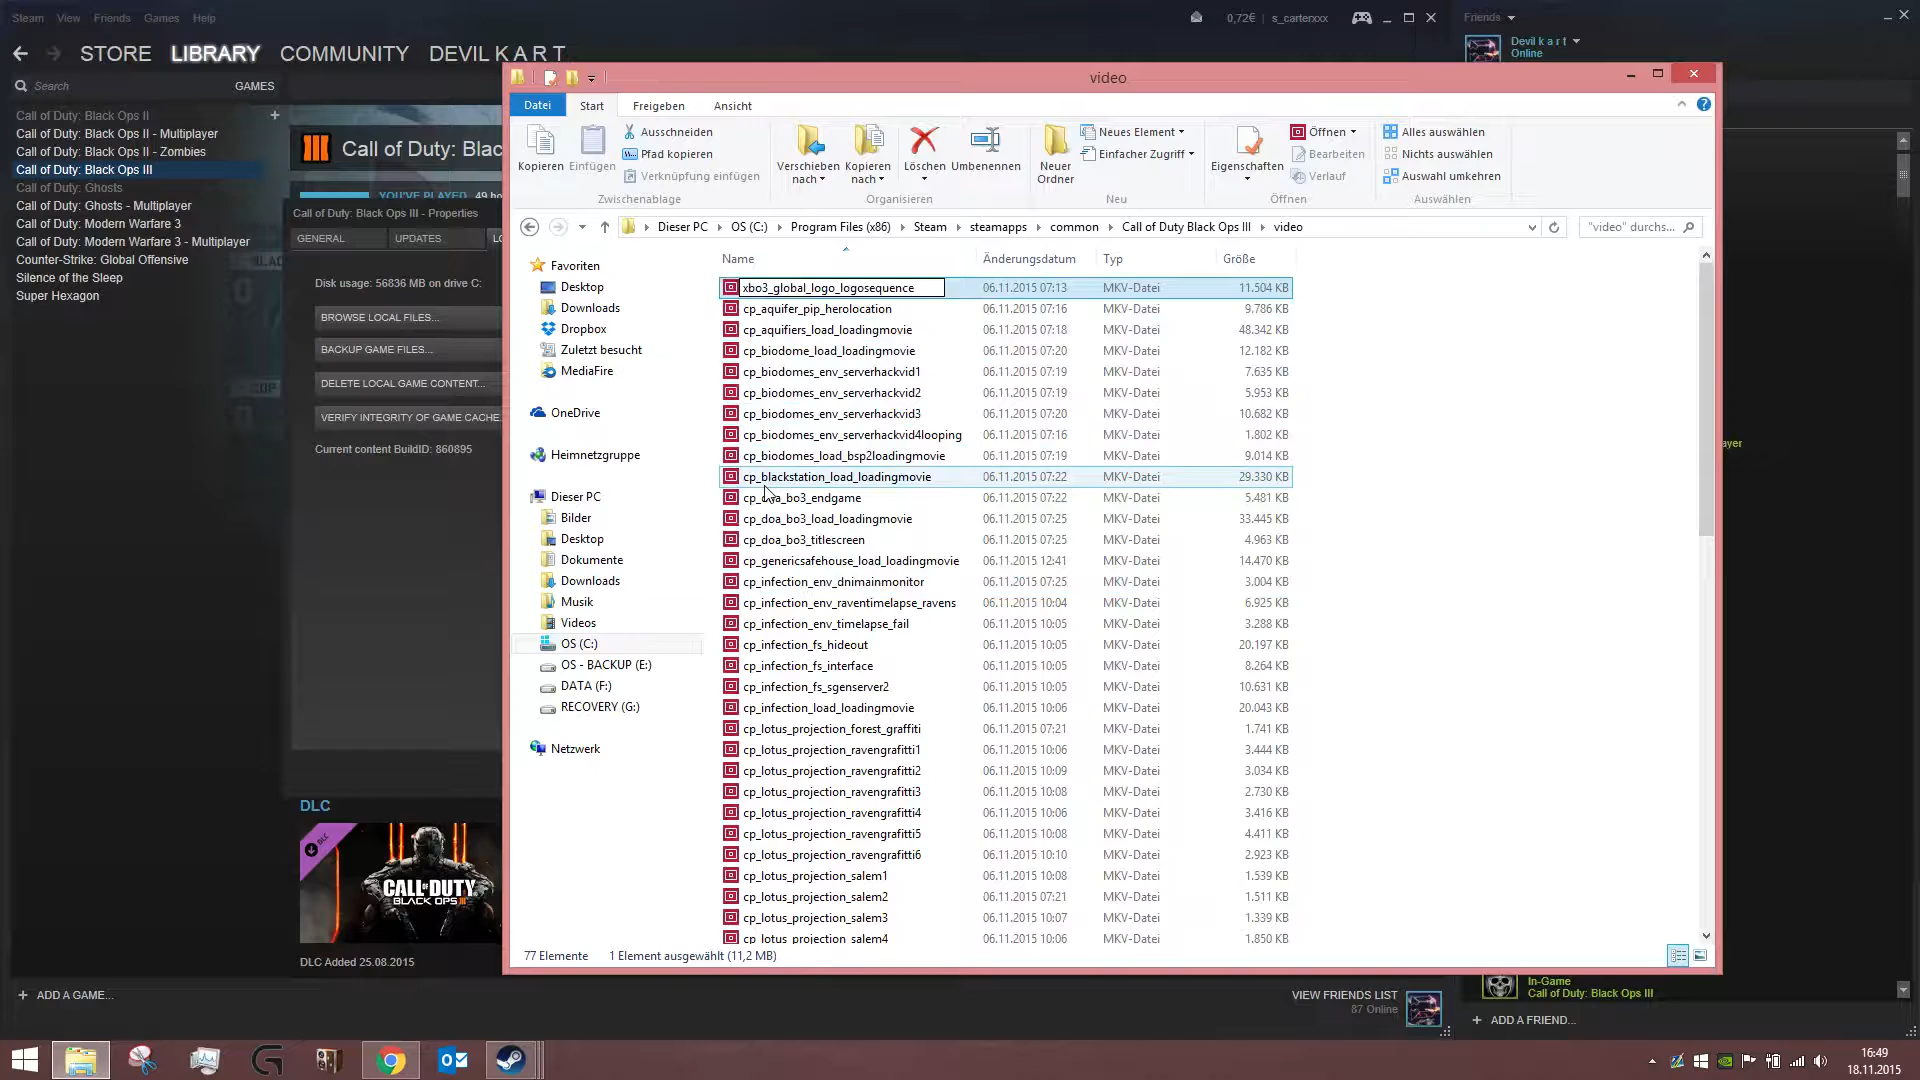 Steam View Friends Games Help
0,72€ | s_carterxxx
Friends
STORE LIBRARY COMMUNITY DEVIL K A R T
Devil k a r t
Online
Search GAMES
Call of Duty: Black Ops II
Call of Duty: Black Ops II - Multiplayer
Call of Duty: Black Ops II - Zombies
Call of Duty: Black Ops III
Call of Duty: Ghosts
Call of Duty: Ghosts - Multiplayer
Call of Duty: Modern Warfare 3
Call of Duty: Modern Warfare 3 - Multiplayer
Counter-Strike: Global Offensive
Silence of the Sleep
Super Hexagon
Call of Duty: Blac
YOU'VE PLAYED 49 ho
Call of Duty: Black Ops III - Properties
GENERAL UPDATES LO
Disk usage: 56836 MB on drive C:
BROWSE LOCAL FILES...
BACKUP GAME FILES...
DELETE LOCAL GAME CONTENT...
VERIFY INTEGRITY OF GAME CACHE
Current content BuildID: 860895
DLC
DLC
CALL OF DUTY
BLACK OPS III
DLC Added 25.08.2015
video
Datei Start Freigeben Ansicht
Kopieren
Einfügen
Ausschneiden
Pfad kopieren
Verknüpfung einfügen
Zwischenablage
Verschieben nach
Kopieren nach
Löschen
Umbenennen
Organisieren
Neuer Ordner
Neues Element
Einfacher Zugriff
Neu
Eigenschaften
Öffnen
Bearbeiten
Verlauf
Öffnen
Alles auswählen
Nichts auswählen
Auswahl umkehren
Auswählen
Dieser PC OS (C:) Program Files (x86) Steam steamapps common Call of Duty Black Ops III video
"video" durchs...
Favoriten
Desktop
Downloads
Dropbox
Zuletzt besucht
MediaFire
OneDrive
Heimnetzgruppe
Dieser PC
Bilder
Desktop
Dokumente
Downloads
Musik
Videos
OS (C:)
OS - BACKUP (E:)
DATA (F:)
RECOVERY (G:)
Netzwerk
Name Änderungsdatum Typ Größe
xbo3_global_logo_logosequence 06.11.2015 07:13 MKV-Datei 11.504 KB
cp_aquifer_pip_herolocation 06.11.2015 07:16 MKV-Datei 9.786 KB
cp_aquifiers_load_loadingmovie 06.11.2015 07:18 MKV-Datei 48.342 KB
cp_biodome_load_loadingmovie 06.11.2015 07:20 MKV-Datei 12.182 KB
cp_biodomes_env_serverhackvid1 06.11.2015 07:19 MKV-Datei 7.635 KB
cp_biodomes_env_serverhackvid2 06.11.2015 07:19 MKV-Datei 5.953 KB
cp_biodomes_env_serverhackvid3 06.11.2015 07:20 MKV-Datei 10.682 KB
cp_biodomes_env_serverhackvid4looping 06.11.2015 07:16 MKV-Datei 1.802 KB
cp_biodomes_load_bsp2loadingmovie 06.11.2015 07:19 MKV-Datei 9.014 KB
cp_blackstation_load_loadingmovie 06.11.2015 07:22 MKV-Datei 29.330 KB
cp_doa_bo3_endgame 06.11.2015 07:22 MKV-Datei 5.481 KB
cp_doa_bo3_load_loadingmovie 06.11.2015 07:25 MKV-Datei 33.445 KB
cp_doa_bo3_titlescreen 06.11.2015 07:25 MKV-Datei 4.963 KB
cp_genericsafehouse_load_loadingmovie 06.11.2015 12:41 MKV-Datei 14.470 KB
cp_infection_env_dnimainmonitor 06.11.2015 07:25 MKV-Datei 3.004 KB
cp_infection_env_raventimelapse_ravens 06.11.2015 10:04 MKV-Datei 6.925 KB
cp_infection_env_timelapse_fail 06.11.2015 10:05 MKV-Datei 3.288 KB
cp_infection_fs_hideout 06.11.2015 10:05 MKV-Datei 20.197 KB
cp_infection_fs_interface 06.11.2015 10:05 MKV-Datei 8.264 KB
cp_infection_fs_sgenserver2 06.11.2015 10:05 MKV-Datei 10.631 KB
cp_infection_load_loadingmovie 06.11.2015 10:06 MKV-Datei 20.043 KB
cp_lotus_projection_forest_graffiti 06.11.2015 07:21 MKV-Datei 1.741 KB
cp_lotus_projection_ravengrafitti1 06.11.2015 10:06 MKV-Datei 3.444 KB
cp_lotus_projection_ravengrafitti2 06.11.2015 10:09 MKV-Datei 3.034 KB
cp_lotus_projection_ravengrafitti3 06.11.2015 10:08 MKV-Datei 2.730 KB
cp_lotus_projection_ravengrafitti4 06.11.2015 10:06 MKV-Datei 3.416 KB
cp_lotus_projection_ravengrafitti5 06.11.2015 10:08 MKV-Datei 4.411 KB
cp_lotus_projection_ravengrafitti6 06.11.2015 10:10 MKV-Datei 2.923 KB
cp_lotus_projection_salem1 06.11.2015 10:08 MKV-Datei 1.539 KB
cp_lotus_projection_salem2 06.11.2015 07:21 MKV-Datei 1.511 KB
cp_lotus_projection_salem3 06.11.2015 10:07 MKV-Datei 1.339 KB
cp_lotus_projection_salem4 06.11.2015 10:06 MKV-Datei 1.850 KB
77 Elemente 1 Element ausgewählt (11,2 MB)
ayer
In-Game
Call of Duty: Black Ops III
ADD A GAME...
VIEW FRIENDS LIST
87 Online
ADD A FRIEND...
16:49
18.11.2015